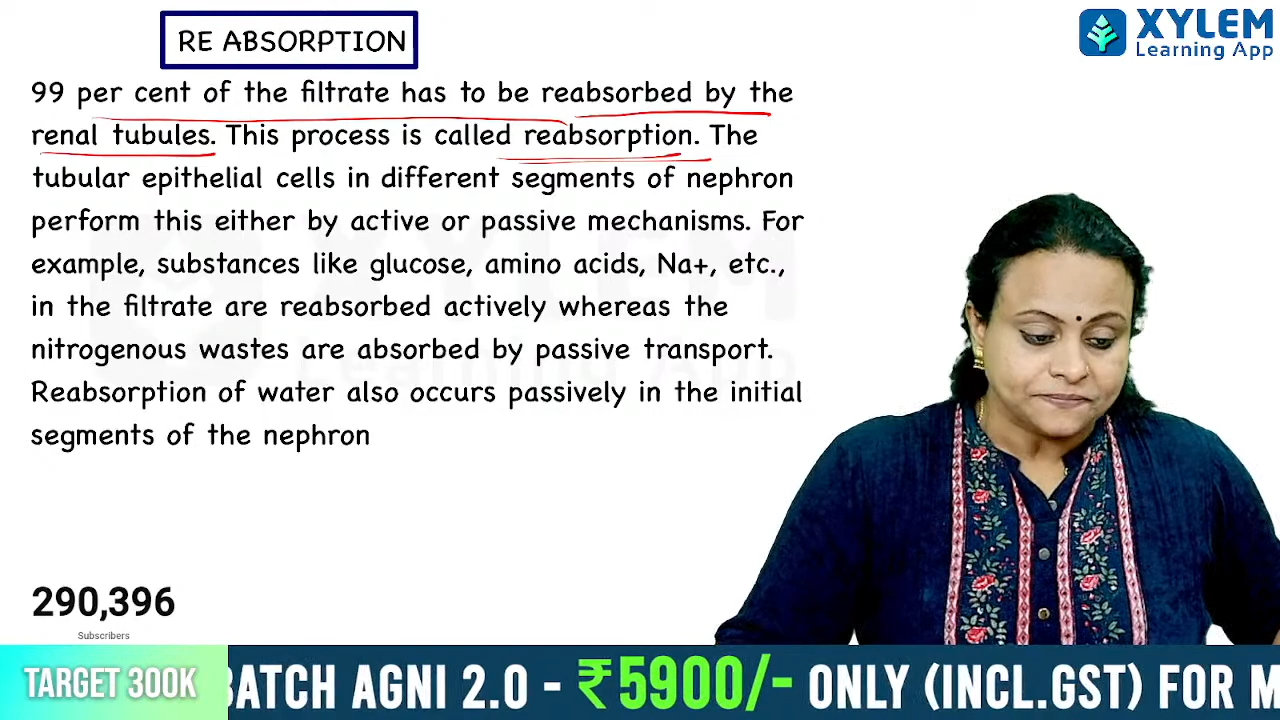 RE ABSORPTION
XYLEM
Learning App
99 per cent of the filtrate has to be reabsorbed by the
renal tubules. This process is called reabsorption. The
tubular epithelial cells in different segments of nephron
perform this either by active or passive mechanisms. For
example, substances like glucose, amino acids, Na+, etc.,
in the filtrate are reabsorbed actively whereas the
nitrogenous wastes are absorbed by passive transport.
Reabsorption of water also occurs passively in the initial
segments of the nephron
XYLEM
Learning App
290,396
Subscribers
TARGET 300K
BATCH AGNI 2.0 - ₹5900/- ONLY (INCL.GST) FOR M